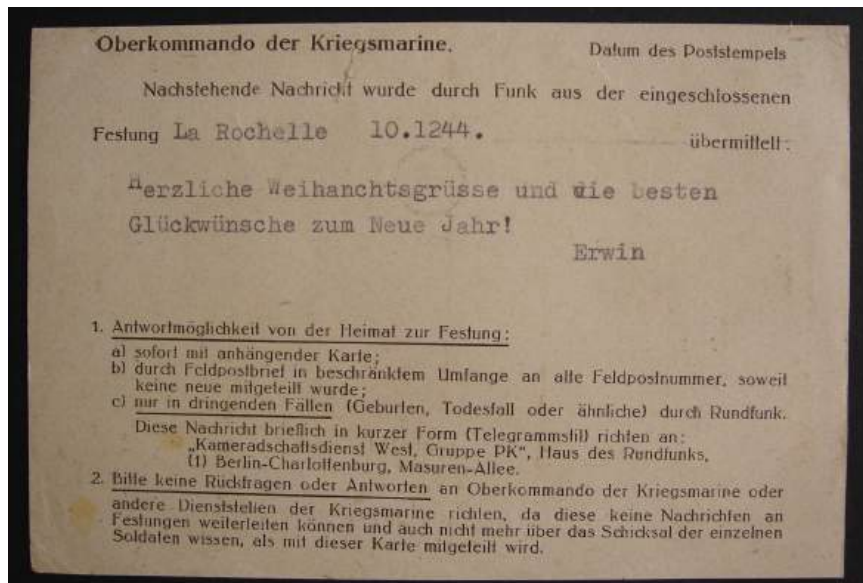 Oberkommando der Kriegsmarine. Datum des Poststempels
Nachstehende Nachricht wurde durch Funk aus der eingeschlossenen
Festung La Rochelle 10.1244. übermittelt:
Herzliche Weihanchtsgrüsse und die besten
Glückwünsche zum Neue Jahr!
Erwin
1. Antwortmöglichkeit von der Heimat zur Festung:
a) sofort mit anhängender Karte;
b) durch Feldpostbrief in beschränktem Umfange an alte Feldpostnummer, soweit
keine neue mitgeteilt wurde;
c) nur in dringenden Fällen (Geburten, Todesfall oder ähnliche) durch Rundfunk.
Diese Nachricht brieflich in kurzer Form (Telegrammstil) richten an:
„Kameradschaftsdienst West, Gruppe PK“, Haus des Rundfunks,
(1) Berlin-Charlottenburg, Masuren-Allee.
2. Bitte keine Rückfragen oder Antworten an Oberkommando der Kriegsmarine oder
andere Dienststellen der Kriegsmarine richten, da diese keine Nachrichten an
Festungen weiterleiten können und auch nicht mehr über das Schicksal der einzelnen
Soldaten wissen, als mit dieser Karte mitgeteilt wird.